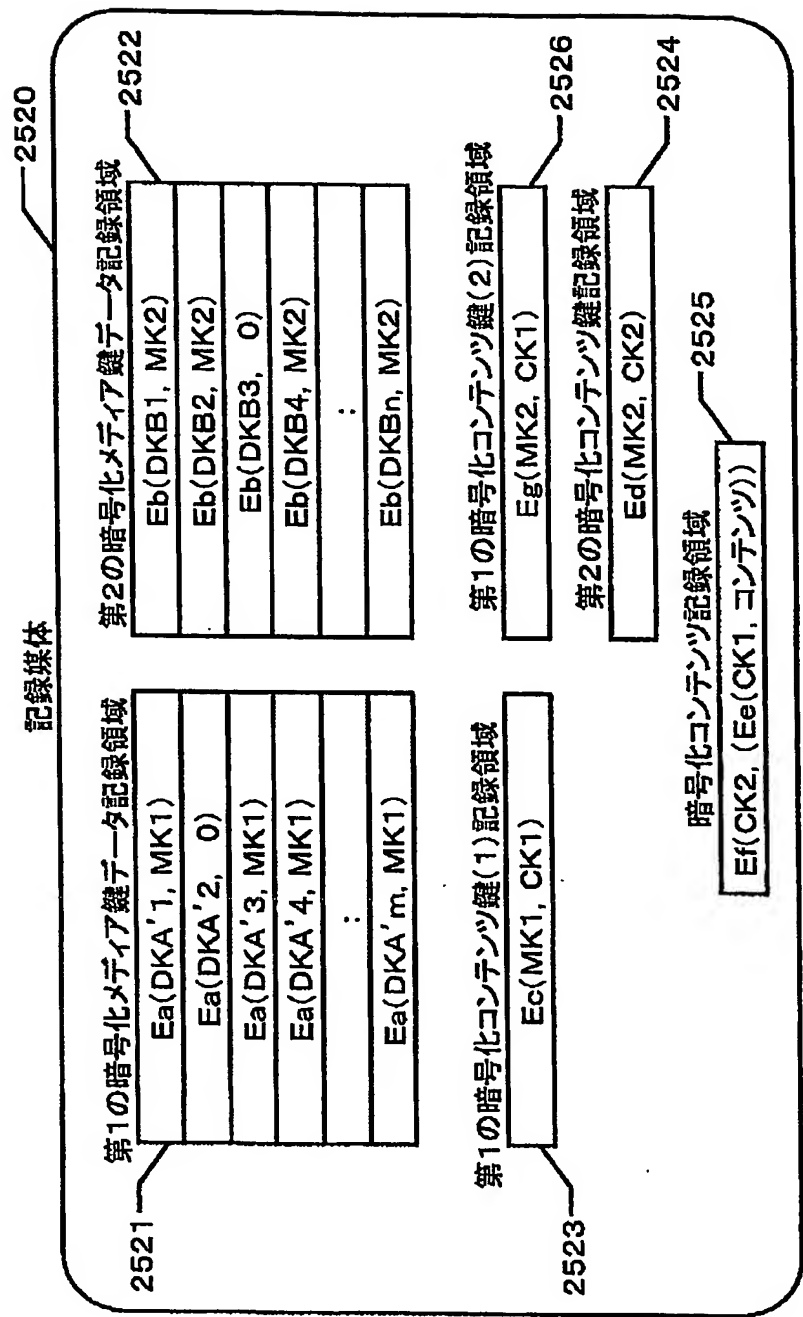 記録媒体
2520
第1の暗号化メディア鍵データ記録領域
2521
Ea(DKA'1, MK1)
Ea(DKA'2, 0)
Ea(DKA'3, MK1)
Ea(DKA'4, MK1)
:
Ea(DKA'm, MK1)
第2の暗号化メディア鍵データ記録領域
2522
Eb(DKB1, MK2)
Eb(DKB2, MK2)
Eb(DKB3, 0)
Eb(DKB4, MK2)
:
Eb(DKBn, MK2)
第1の暗号化コンテンツ鍵(1)記録領域
2523
Ec(MK1, CK1)
第1の暗号化コンテンツ鍵(2)記録領域
2526
Eg(MK2, CK1)
第2の暗号化コンテンツ鍵記録領域
2524
Ed(MK2, CK2)
暗号化コンテンツ記録領域
2525
Ef(CK2, (Ee(CK1, コンテンツ))